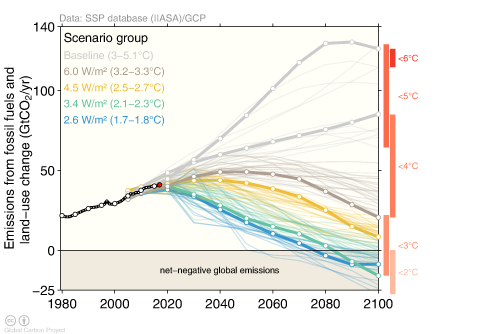 Data: SSP database (IIASA)/GCP
140
100
50
0
−25
Emissions from fossil fuels and
land−use change (GtCO2/yr)
Scenario group
Baseline (3−5.1°C)
6.0 W/m² (3.2−3.3°C)
4.5 W/m² (2.5−2.7°C)
3.4 W/m² (2.1−2.3°C)
2.6 W/m² (1.7−1.8°C)
net−negative global emissions
<6°C
<5°C
<4°C
<3°C
<2°C
1980
2000
2020
2040
2060
2080
2100
cc
Global Carbon Project